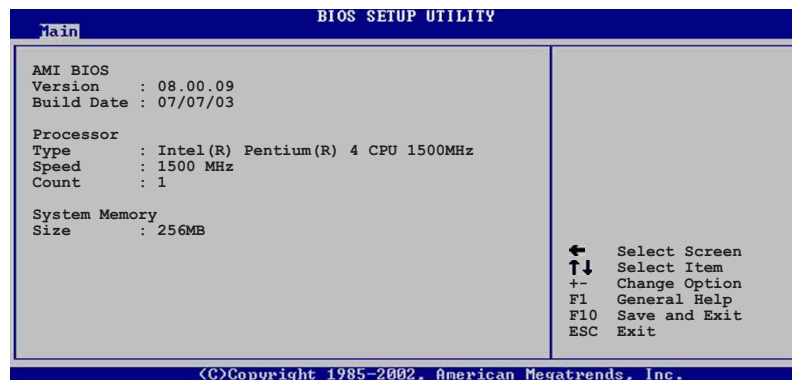 BIOS SETUP UTILITY
Main
AMI BIOS
Version : 08.00.09
Build Date : 07/07/03
Processor
Type : Intel(R) Pentium(R) 4 CPU 1500MHz
Speed : 1500 MHz
Count : 1
System Memory
Size : 256MB
← Select Screen
↑↓ Select Item
+- Change Option
F1 General Help
F10 Save and Exit
ESC Exit
(C)Copyright 1985-2002, American Megatrends, Inc.